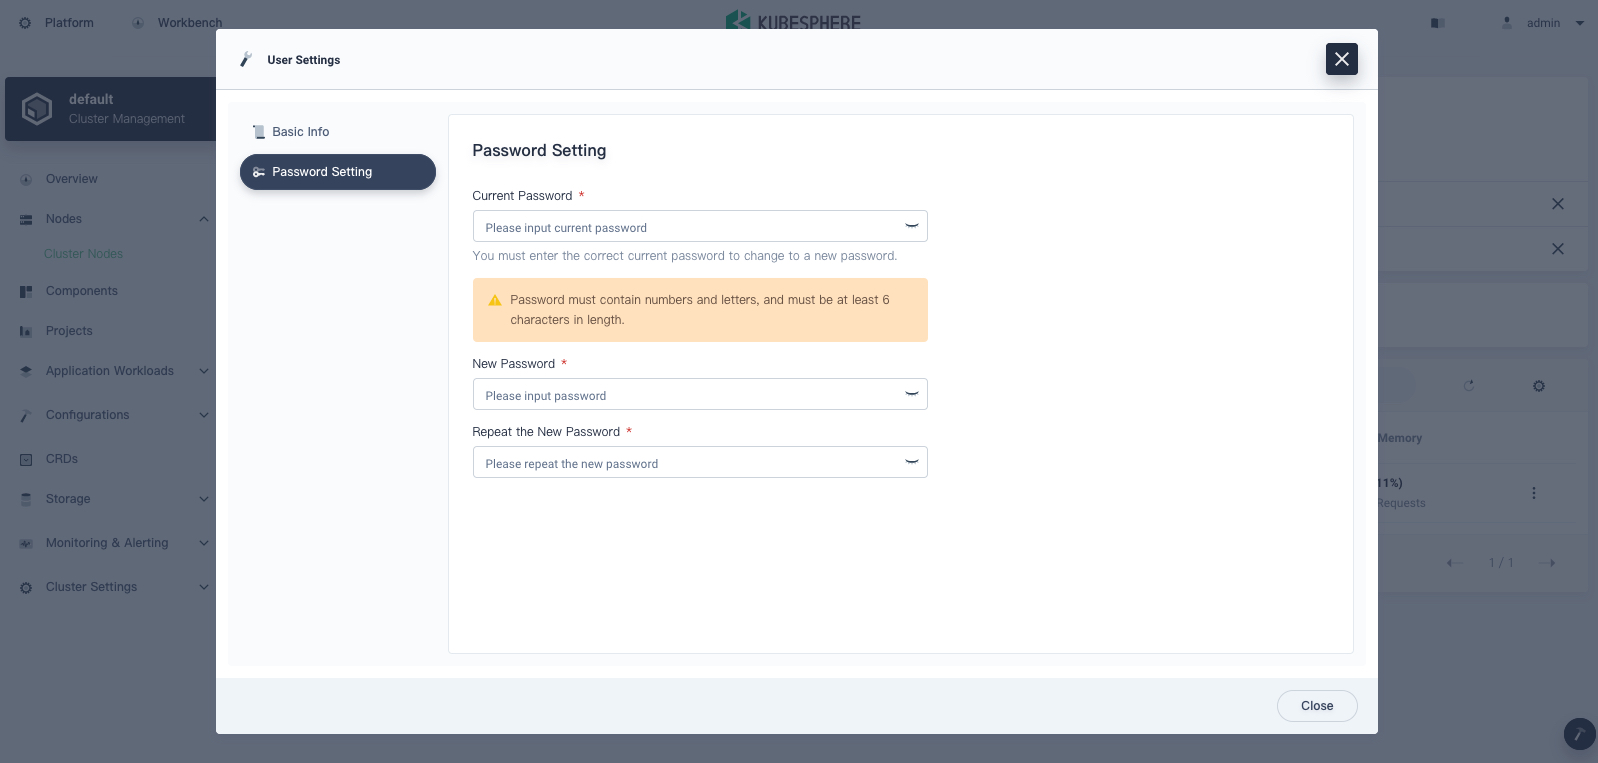 Platform
Workbench
KUBESPHERE
admin
User Settings
default
Cluster Management
Basic Info
Password Setting
Overview
Nodes
Cluster Nodes
Components
Projects
Application Workloads
Configurations
CRDs
Storage
Monitoring & Alerting
Cluster Settings
Password Setting
Current Password *
Please input current password
You must enter the correct current password to change to a new password.
Password must contain numbers and letters, and must be at least 6
characters in length.
New Password *
Please input password
Repeat the New Password *
Please repeat the new password
Memory
11%)
Requests
1 / 1
Close